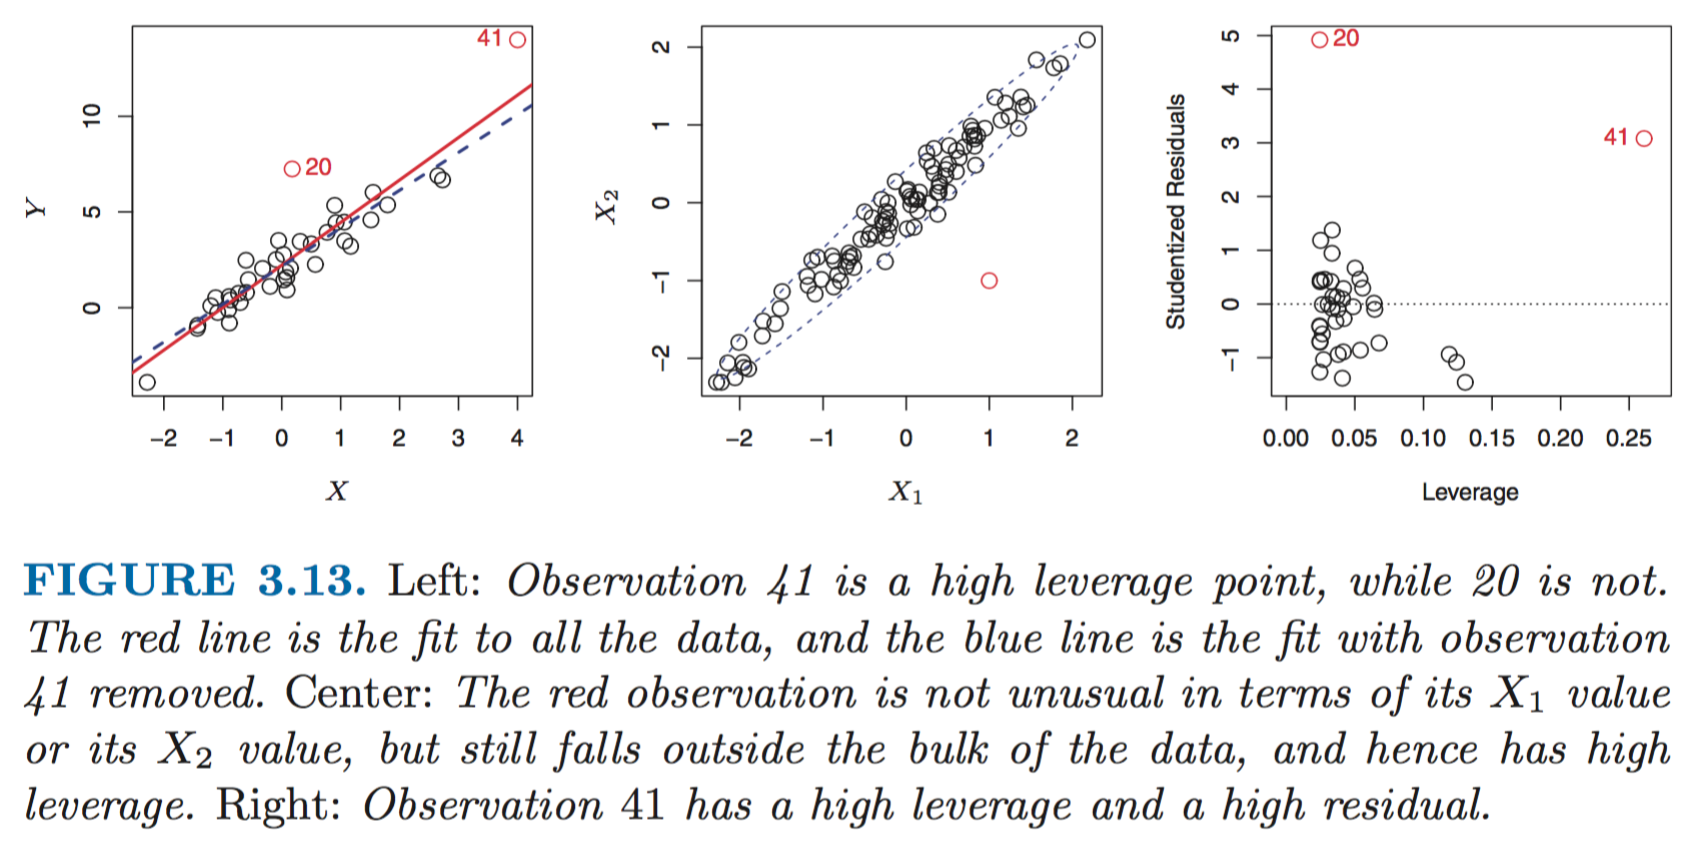 41
20
10
5
0
Y
−2 −1 0 1 2 3 4
X
2
1
0
−1
−2
X2
−2 −1 0 1 2
X1
20
41
5
4
3
2
1
0
−1
Studentized Residuals
0.00 0.05 0.10 0.15 0.20 0.25
Leverage
FIGURE 3.13. Left: Observation 41 is a high leverage point, while 20 is not.
The red line is the fit to all the data, and the blue line is the fit with observation
41 removed. Center: The red observation is not unusual in terms of its X1 value
or its X2 value, but still falls outside the bulk of the data, and hence has high
leverage. Right: Observation 41 has a high leverage and a high residual.